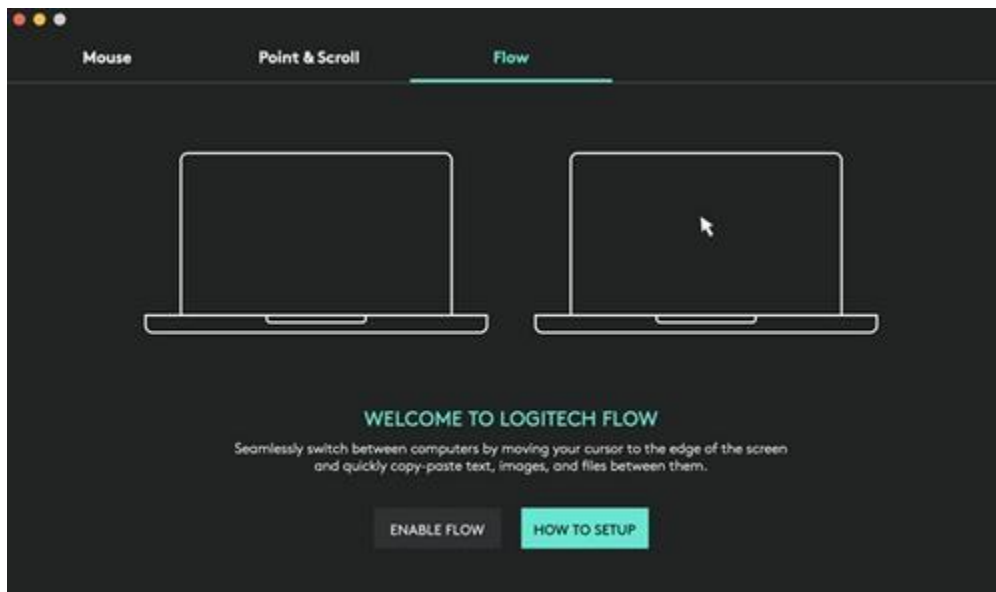 Mouse Point & Scroll Flow
WELCOME TO LOGITECH FLOW
Seamlessly switch between computers by moving your cursor to the edge of the screen
and quickly copy-paste text, images, and files between them.
ENABLE FLOW HOW TO SETUP